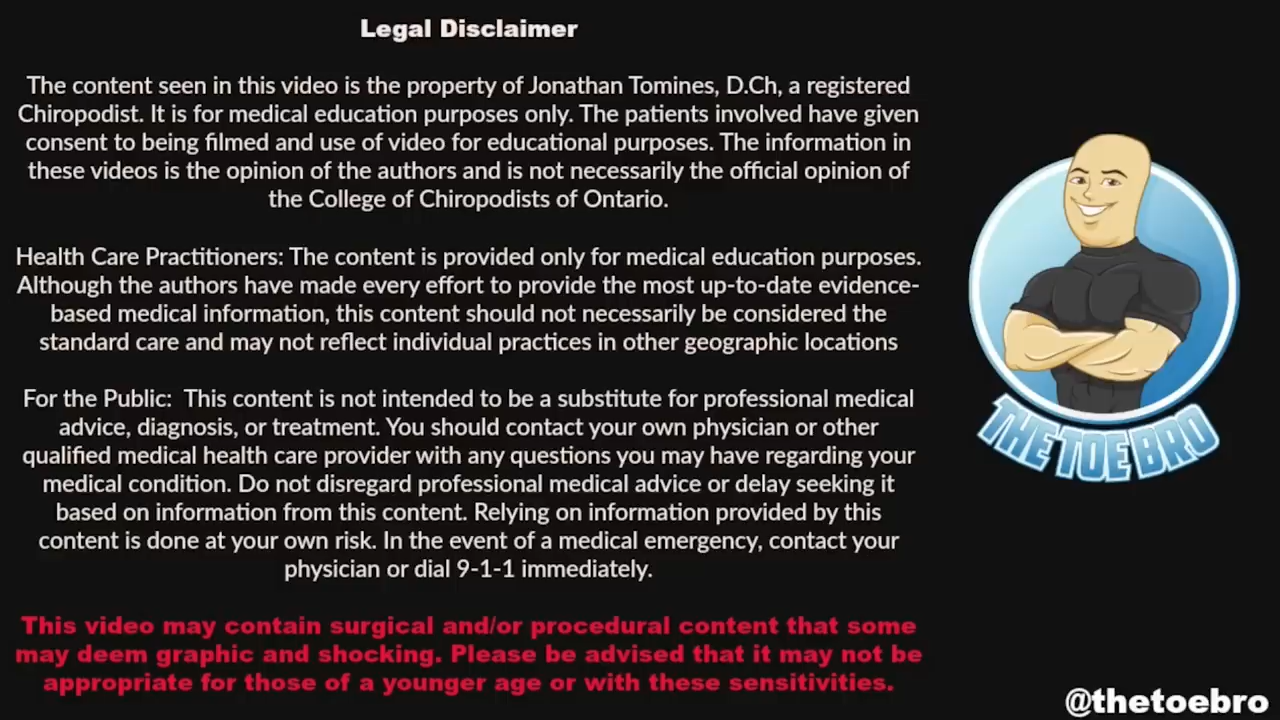 Legal Disclaimer
The content seen in this video is the property of Jonathan Tomines, D.Ch, a registered
Chiropodist. It is for medical education purposes only. The patients involved have given
consent to being filmed and use of video for educational purposes. The information in
these videos is the opinion of the authors and is not necessarily the official opinion of
the College of Chiropodists of Ontario.
Health Care Practitioners: The content is provided only for medical education purposes.
Although the authors have made every effort to provide the most up-to-date evidence-
based medical information, this content should not necessarily be considered the
standard care and may not reflect individual practices in other geographic locations
For the Public:  This content is not intended to be a substitute for professional medical
advice, diagnosis, or treatment. You should contact your own physician or other
qualified medical health care provider with any questions you may have regarding your
medical condition. Do not disregard professional medical advice or delay seeking it
based on information from this content. Relying on information provided by this
content is done at your own risk. In the event of a medical emergency, contact your
physician or dial 9-1-1 immediately.
This video may contain surgical and/or procedural content that some
may deem graphic and shocking. Please be advised that it may not be
appropriate for those of a younger age or with these sensitivities.
THE TOE BRO
@thetoebro